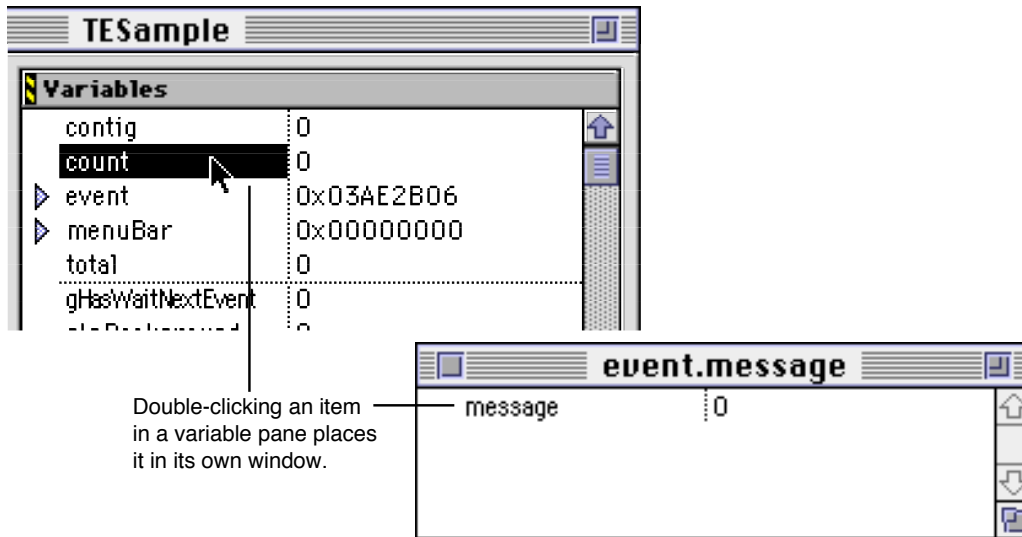 TESample
Variables
contig 0
count 0
event 0x03AE2B06
menuBar 0x00000000
total 0
gHasWaitNextEvent 0
event.message
message 0
Double-clicking an item
in a variable pane places
it in its own window.